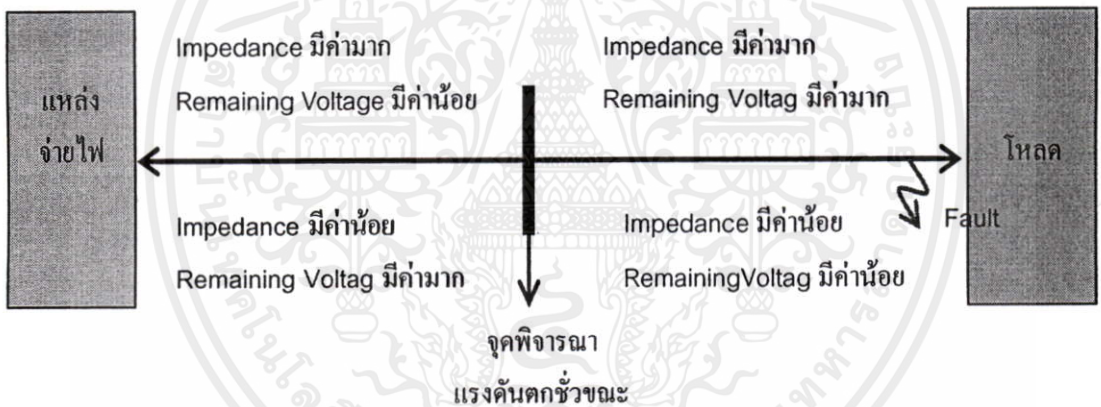 แหล่ง
จ่ายไฟ
Impedance มีค่ามาก
Remaining Voltage มีค่าน้อย
Impedance มีค่ามาก
Remaining Voltag มีค่ามาก
โหลด
Impedance มีค่าน้อย
Remaining Voltag มีค่ามาก
Impedance มีค่าน้อย
RemainingVoltag มีค่าน้อย
Fault
จุดพิจารณา
แรงดันตกชั่วขณะ